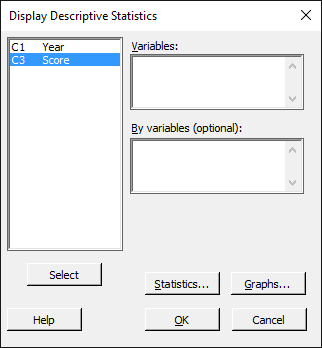 Display Descriptive Statistics
C1 Year
C3 Score
Variables:
By variables (optional):
Select
Statistics...
Graphs...
Help
OK
Cancel